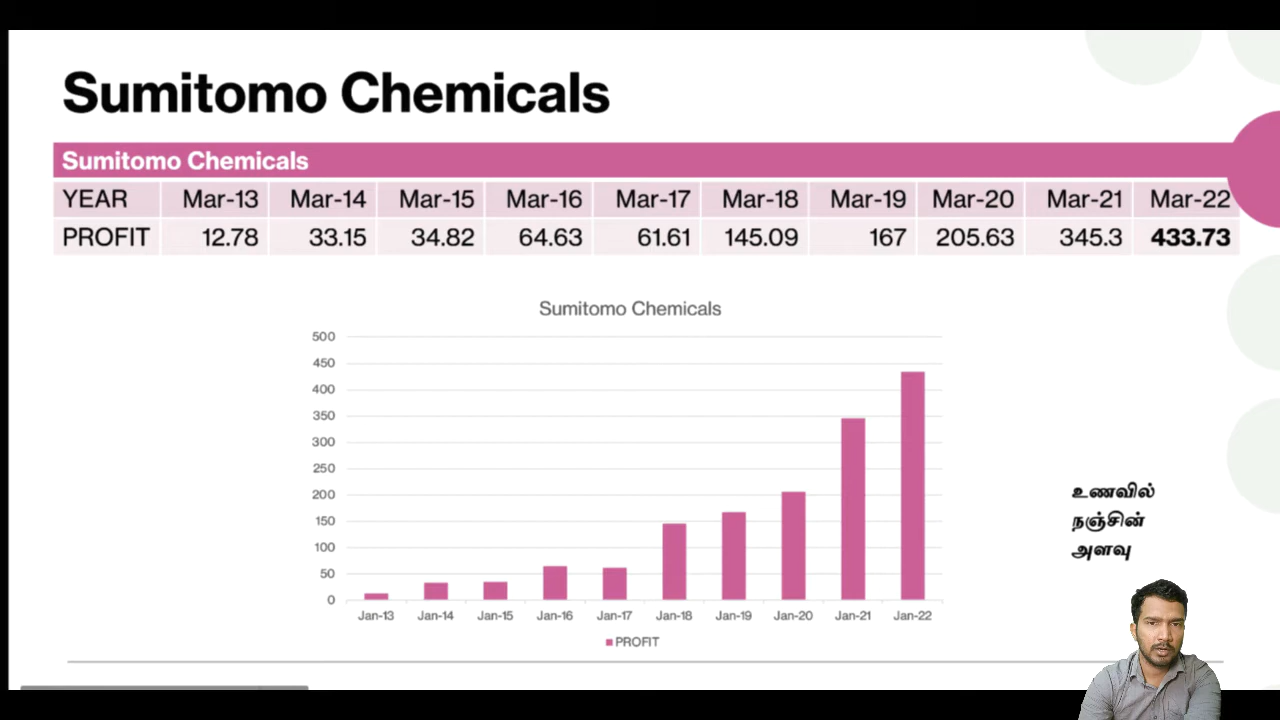 Sumitomo Chemicals
Sumitomo Chemicals
YEAR Mar-13 Mar-14 Mar-15 Mar-16 Mar-17 Mar-18 Mar-19 Mar-20 Mar-21 Mar-22
PROFIT 12.78 33.15 34.82 64.63 61.61 145.09 167 205.63 345.3 433.73
Sumitomo Chemicals
500
450
400
350
300
250
200
150
100
50
0
Jan-13 Jan-14 Jan-15 Jan-16 Jan-17 Jan-18 Jan-19 Jan-20 Jan-21 Jan-22
PROFIT
உணவில்
நஞ்சின்
அளவு